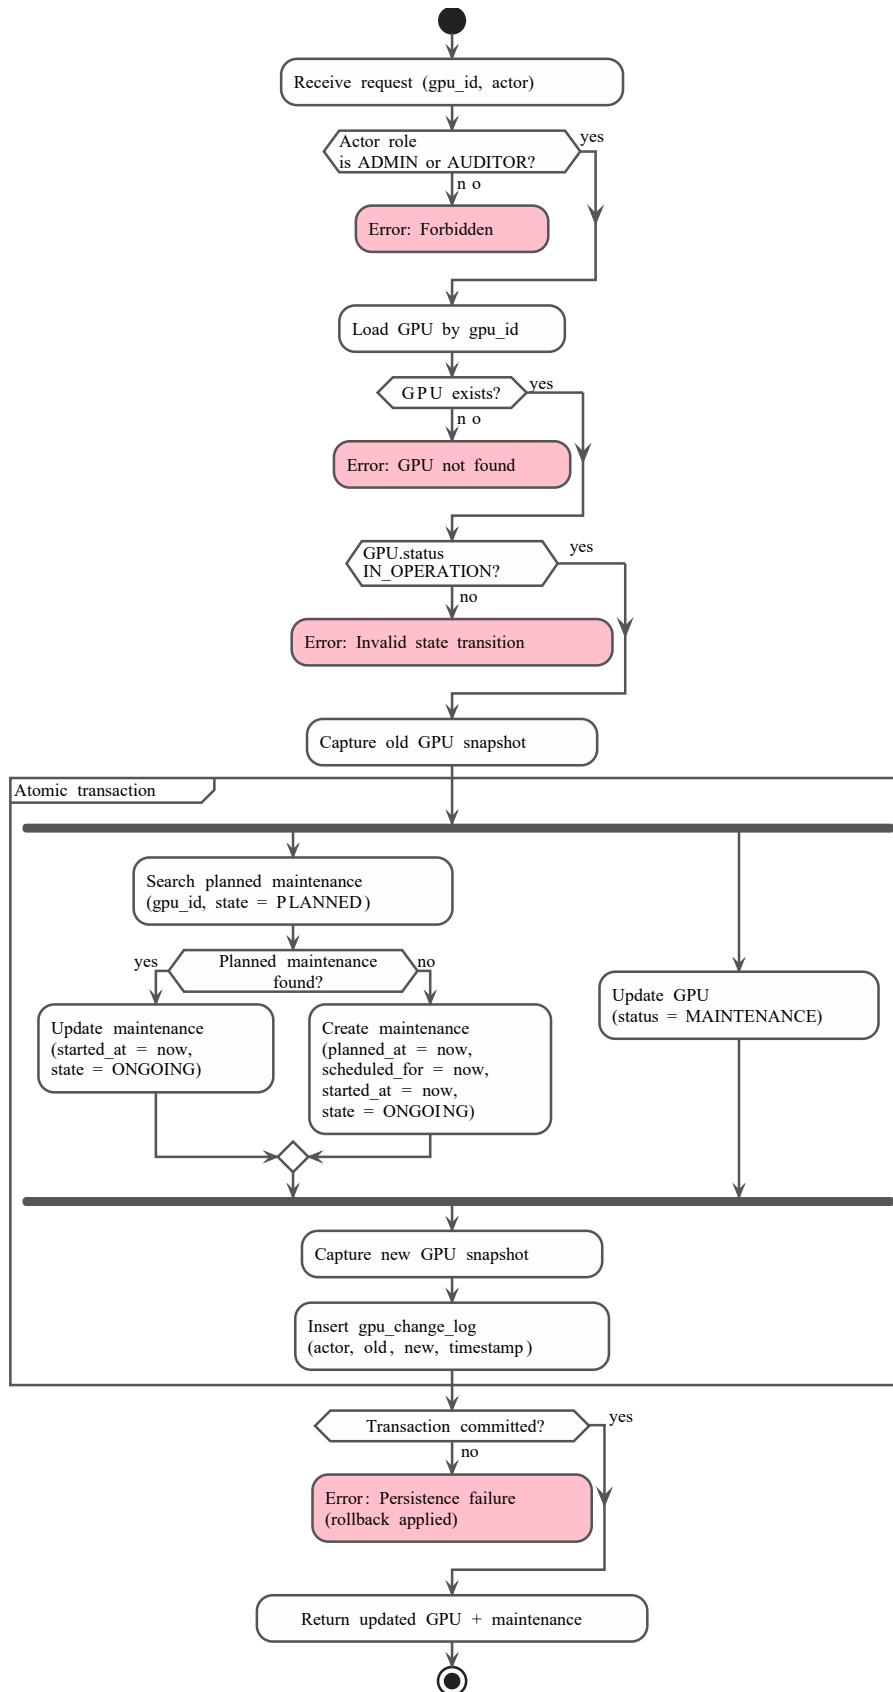 Receive request (gpu_id, actor)
Actor role
is ADMIN or AUDITOR?
yes
no
Error: Forbidden
Load GPU by gpu_id
GPU exists?
yes
no
Error: GPU not found
GPU.status
IN_OPERATION?
yes
no
Error: Invalid state transition
Capture old GPU snapshot
Atomic transaction
Search planned maintenance
(gpu_id, state = PLANNED)
yes
Planned maintenance
found?
no
Update maintenance
(started_at = now,
state = ONGOING)
Create maintenance
(planned_at = now,
scheduled_for = now,
started_at = now,
state = ONGOING)
Update GPU
(status = MAINTENANCE)
Capture new GPU snapshot
Insert gpu_change_log
(actor, old, new, timestamp)
Transaction committed?
yes
no
Error: Persistence failure
(rollback applied)
Return updated GPU + maintenance